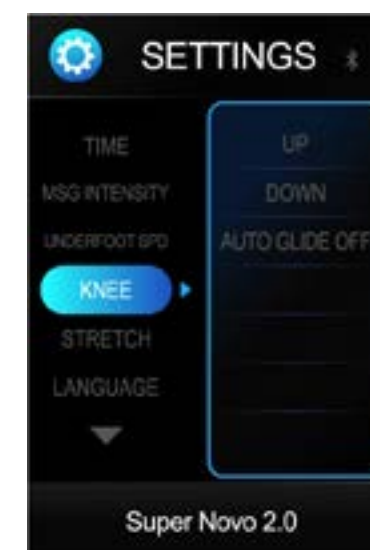 SETTINGS
TIME
MSG INTENSITY
UNDERFOOT SPD
KNEE
STRETCH
LANGUAGE
UP
DOWN
AUTO GLIDE OFF
Super Novo 2.0